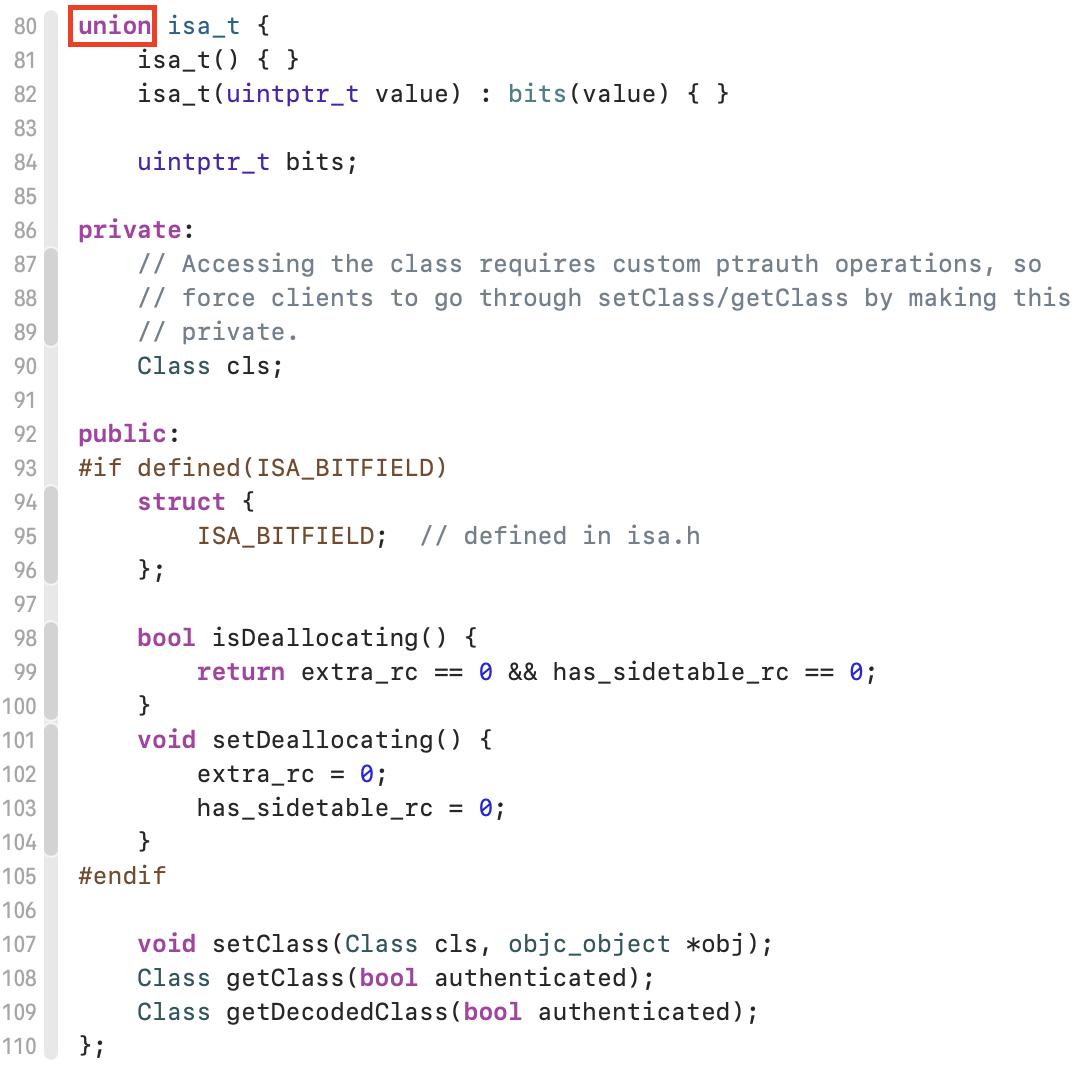 80 union isa_t {
81     isa_t() { }
82     isa_t(uintptr_t value) : bits(value) { }
83
84     uintptr_t bits;
85
86 private:
87     // Accessing the class requires custom ptrauth operations, so
88     // force clients to go through setClass/getClass by making this
89     // private.
90     Class cls;
91
92 public:
93 #if defined(ISA_BITFIELD)
94     struct {
95         ISA_BITFIELD;  // defined in isa.h
96     };
97
98     bool isDeallocating() {
99         return extra_rc == 0 && has_sidetable_rc == 0;
100     }
101     void setDeallocating() {
102         extra_rc = 0;
103         has_sidetable_rc = 0;
104     }
105 #endif
106
107     void setClass(Class cls, objc_object *obj);
108     Class getClass(bool authenticated);
109     Class getDecodedClass(bool authenticated);
110 };